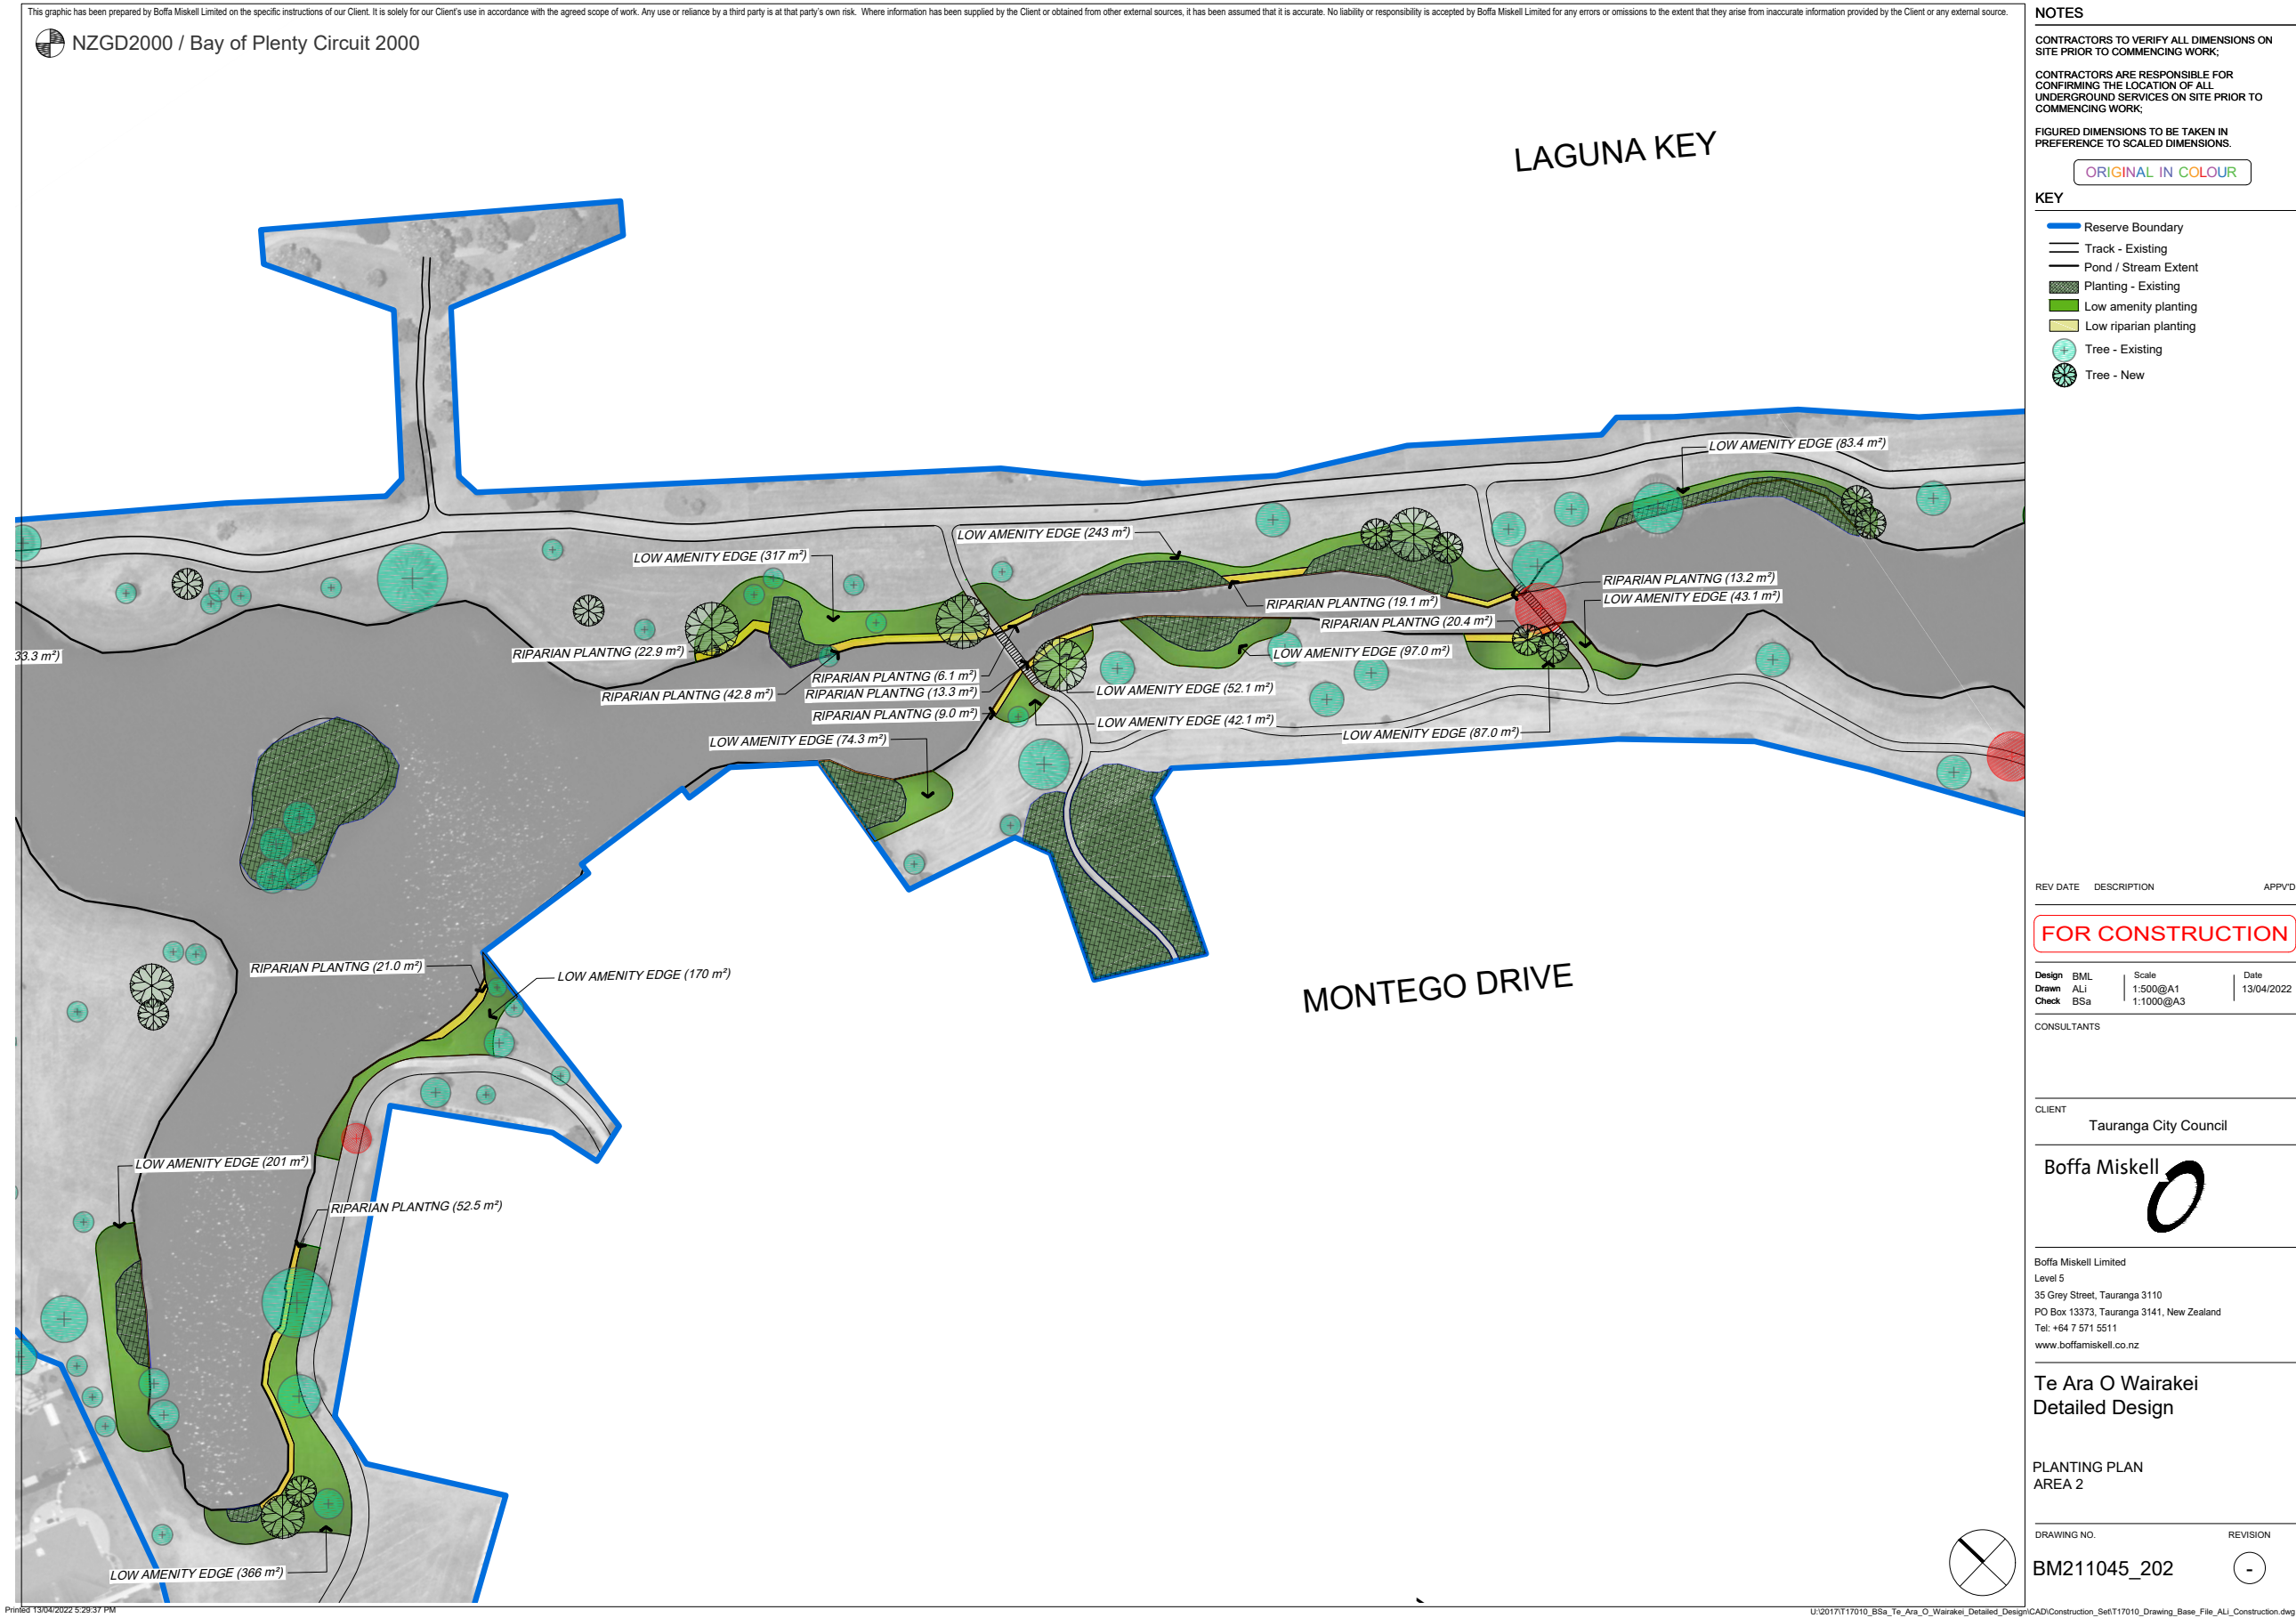 This graphic has been prepared by Boffa Miskell Limited on the specific instructions of our Client. It is solely for our Client's use in accordance with the agreed scope of work. Any use or reliance by a third party is at that party's own risk. Where information has been supplied by the Client or obtained from other external sources, it has been assumed that it is accurate. No liability or responsibility is accepted by Boffa Miskell Limited for any errors or omissions to the extent that they arise from inaccurate information provided by the Client or any external source.
NZGD2000 / Bay of Plenty Circuit 2000
LAGUNA KEY
LOW AMENITY EDGE (83.4 m²)
LOW AMENITY EDGE (243 m²)
LOW AMENITY EDGE (317 m²)
RIPARIAN PLANTNG (13.2 m²)
LOW AMENITY EDGE (43.1 m²)
RIPARIAN PLANTNG (19.1 m²)
RIPARIAN PLANTNG (20.4 m²)
33.3 m²)
RIPARIAN PLANTNG (22.9 m²)
LOW AMENITY EDGE (97.0 m²)
RIPARIAN PLANTNG (6.1 m²)
RIPARIAN PLANTNG (42.8 m²)
RIPARIAN PLANTNG (13.3 m²)
LOW AMENITY EDGE (52.1 m²)
RIPARIAN PLANTNG (9.0 m²)
LOW AMENITY EDGE (42.1 m²)
LOW AMENITY EDGE (74.3 m²)
LOW AMENITY EDGE (87.0 m²)
RIPARIAN PLANTNG (21.0 m²)
LOW AMENITY EDGE (170 m²)
MONTEGO DRIVE
LOW AMENITY EDGE (201 m²)
RIPARIAN PLANTNG (52.5 m²)
LOW AMENITY EDGE (366 m²)
NOTES
CONTRACTORS TO VERIFY ALL DIMENSIONS ON
SITE PRIOR TO COMMENCING WORK;
CONTRACTORS ARE RESPONSIBLE FOR
CONFIRMING THE LOCATION OF ALL
UNDERGROUND SERVICES ON SITE PRIOR TO
COMMENCING WORK;
FIGURED DIMENSIONS TO BE TAKEN IN
PREFERENCE TO SCALED DIMENSIONS.
ORIGINAL IN COLOUR
KEY
Reserve Boundary
Track - Existing
Pond / Stream Extent
Planting - Existing
Low amenity planting
Low riparian planting
Tree - Existing
Tree - New
REV DATE DESCRIPTION APPV'D
FOR CONSTRUCTION
Design BML Scale Date
Drawn ALi 1:500@A1 13/04/2022
Check BSa 1:1000@A3
CONSULTANTS
CLIENT
Tauranga City Council
Boffa Miskell
Boffa Miskell Limited
Level 5
35 Grey Street, Tauranga 3110
PO Box 13373, Tauranga 3141, New Zealand
Tel: +64 7 571 5511
www.boffamiskell.co.nz
Te Ara O Wairakei
Detailed Design
PLANTING PLAN
AREA 2
DRAWING NO. REVISION
BM211045_202 -
Printed 13/04/2022 5:29:37 PM
U:\2017\T17010_BSa_Te_Ara_O_Wairakei_Detailed_Design\CAD\Construction_Set\T17010_Drawing_Base_File_ALi_Construction.dwg